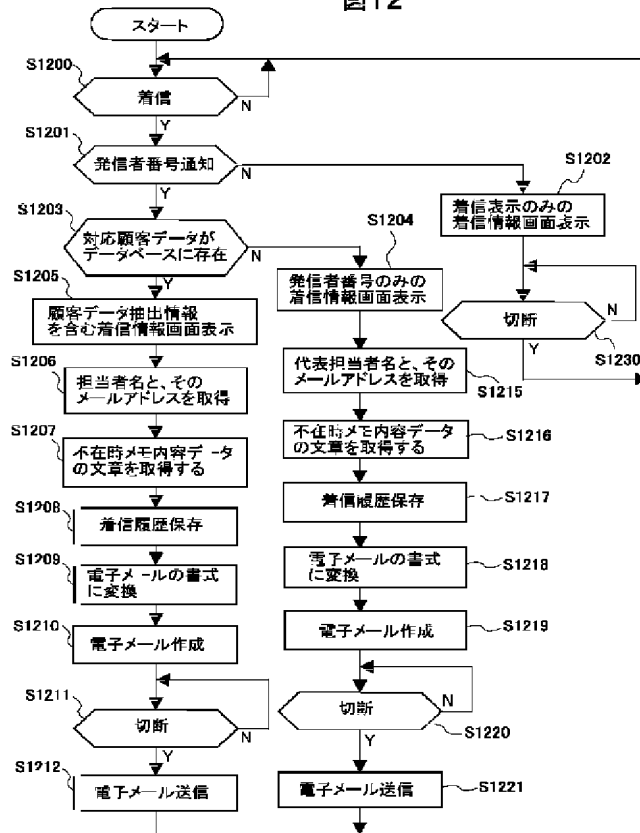 図12
スタート
S1200
着信
N
Y
S1201
発信者番号通知
N
Y
S1202
着信表示のみの
着信情報画面表示
S1203
対応顧客データが
データベースに存在
N
Y
S1204
発信者番号のみの
着信情報画面表示
切断
N
Y
S1230
S1205
顧客データ抽出情報
を含む着信情報画面表示
S1206
担当者名と、その
メールアドレスを取得
代表担当者名と、その
メールアドレスを取得
S1215
S1207
不在時メモ内容データ
の文章を取得する
不在時メモ内容データ
の文章を取得する
S1216
S1208
着信履歴保存
着信履歴保存
S1217
S1209
電子メールの書式
に変換
電子メールの書式
に変換
S1218
S1210
電子メール作成
電子メール作成
S1219
S1211
切断
N
Y
切断
N
Y
S1220
S1212
電子メール送信
電子メール送信
S1221